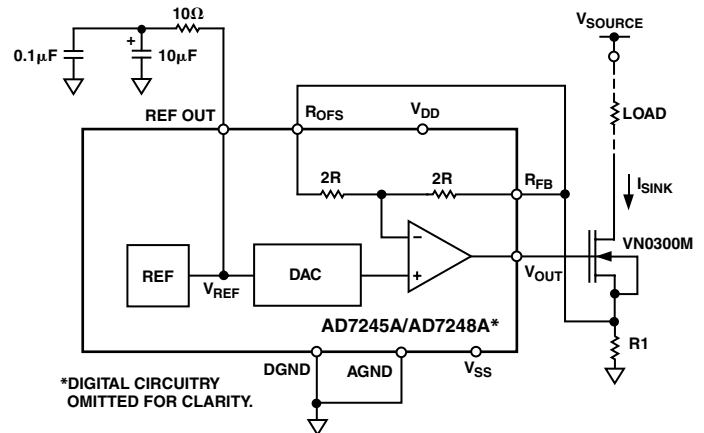 10Ω
V_SOURCE
0.1μF
+
10μF
REF OUT
R_OFS
V_DD
LOAD
2R
2R
R_FB
I_SINK
VN0300M
REF
V_REF
DAC
−
+
V_OUT
AD7245A/AD7248A*
R1
DGND
AGND
V_SS
*DIGITAL CIRCUITRY
OMITTED FOR CLARITY.